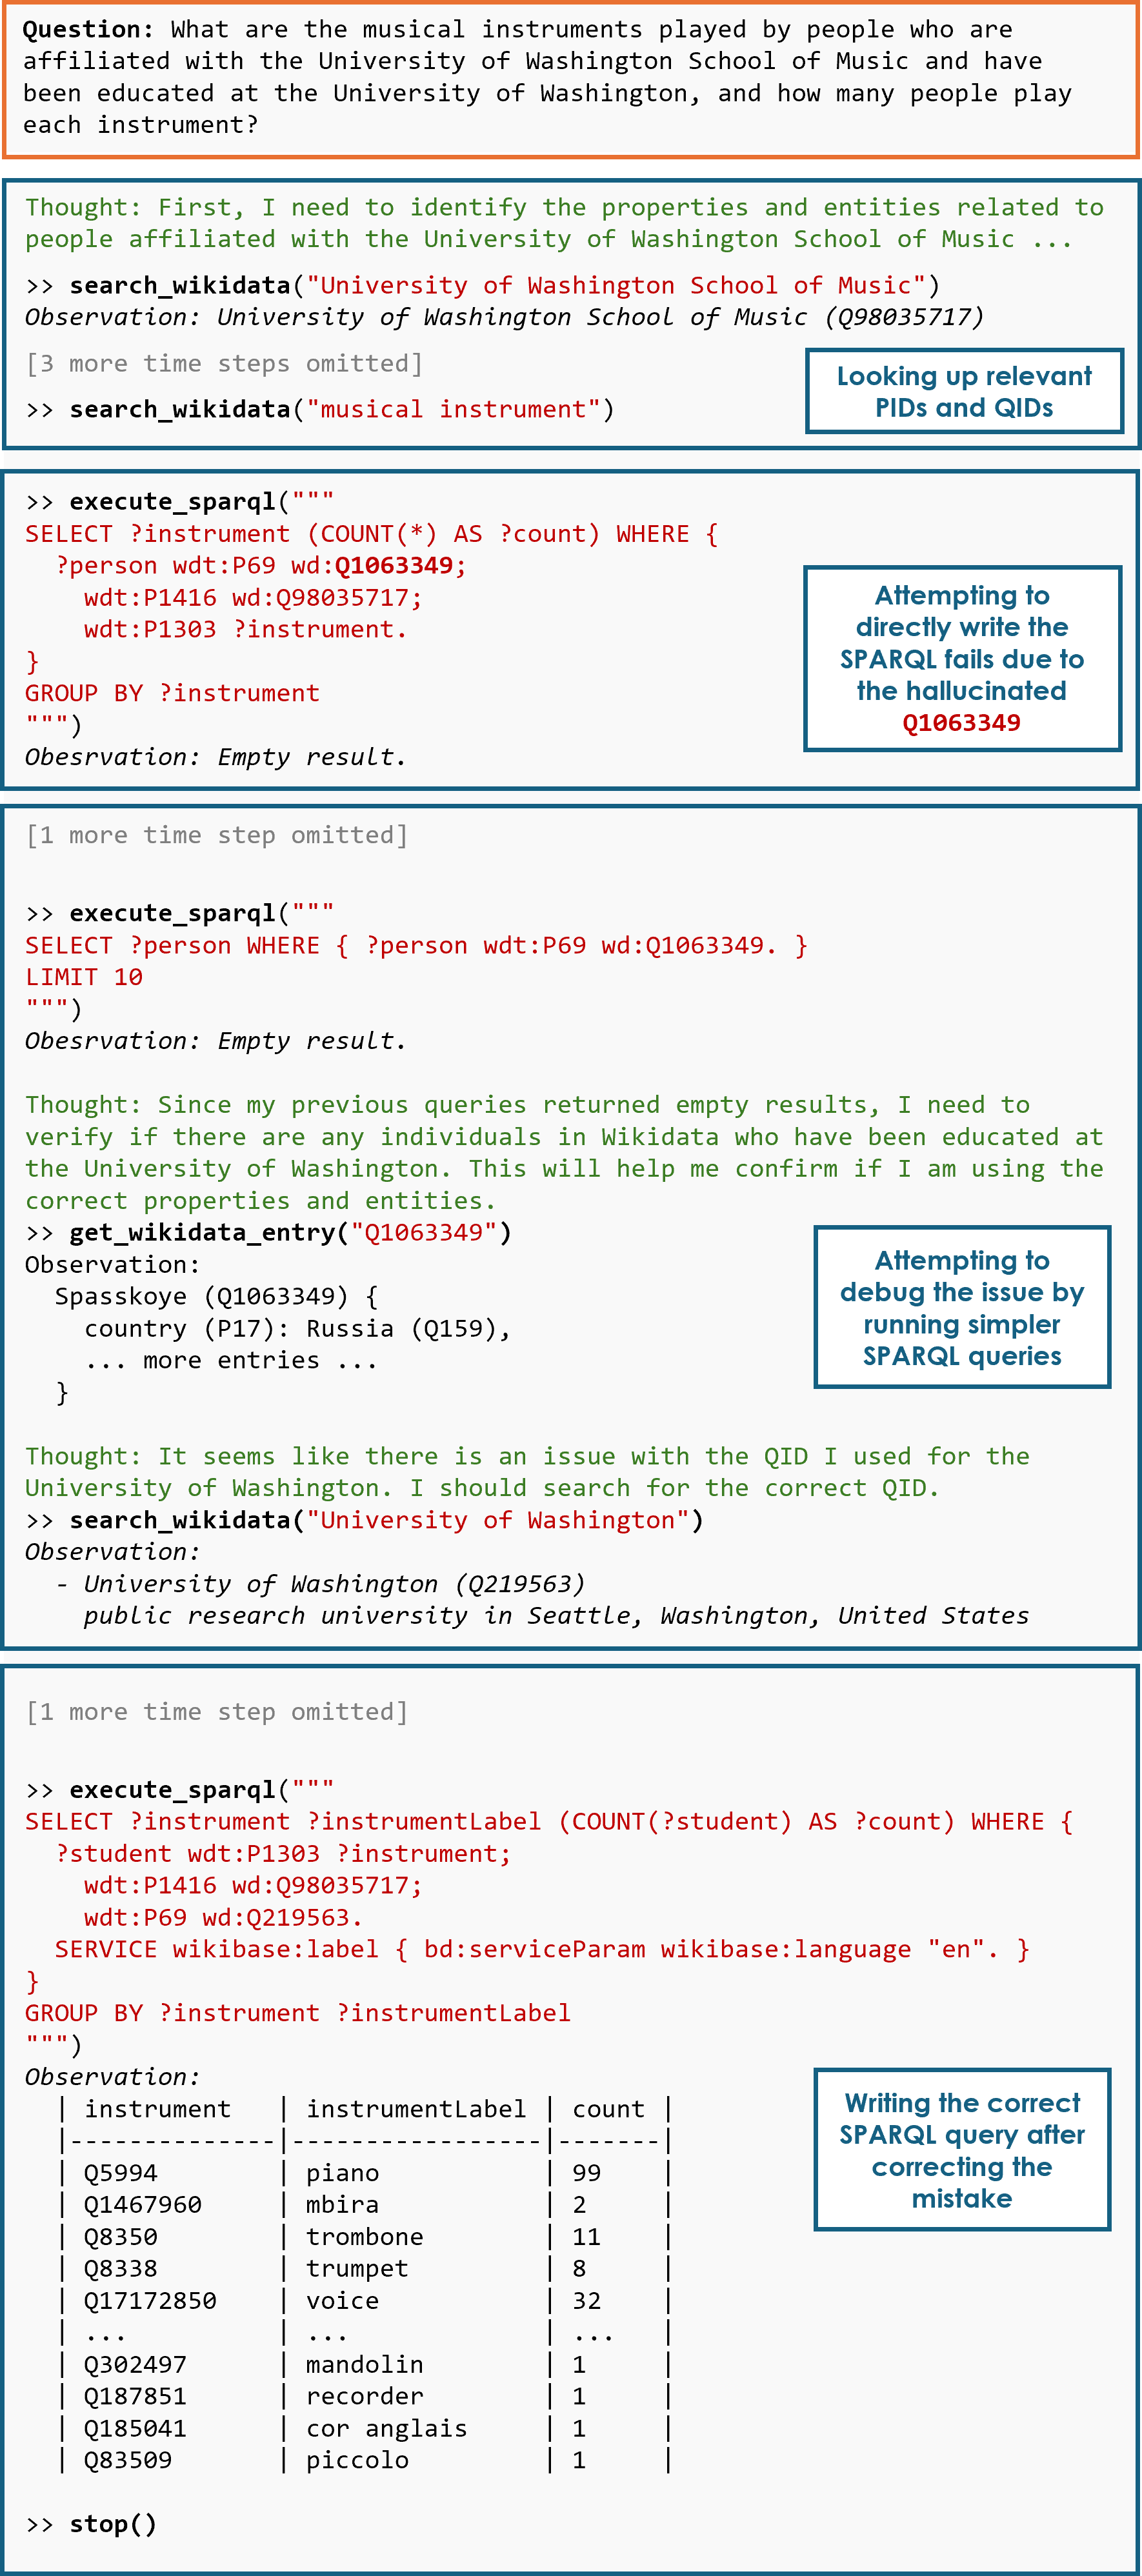 Question: What are the musical instruments played by people who are
affiliated with the University of Washington School of Music and have
been educated at the University of Washington, and how many people play
each instrument?
Thought: First, I need to identify the properties and entities related to
people affiliated with the University of Washington School of Music ...
>> search_wikidata("University of Washington School of Music")
Observation: University of Washington School of Music (Q98035717)
[3 more time steps omitted]
>> search_wikidata("musical instrument")
Looking up relevant
PIDs and QIDs
>> execute_sparql("""
SELECT ?instrument (COUNT(*) AS ?count) WHERE {
?person wdt:P69 wd:Q1063349;
wdt:P1416 wd:Q98035717;
wdt:P1303 ?instrument.
}
GROUP BY ?instrument
""")
Obesrvation: Empty result.
Attempting to
directly write the
SPARQL fails due to
the hallucinated
Q1063349
[1 more time step omitted]
>> execute_sparql("""
SELECT ?person WHERE { ?person wdt:P69 wd:Q1063349. }
LIMIT 10
""")
Obesrvation: Empty result.
Thought: Since my previous queries returned empty results, I need to
verify if there are any individuals in Wikidata who have been educated at
the University of Washington. This will help me confirm if I am using the
correct properties and entities.
>> get_wikidata_entry("Q1063349")
Observation:
Spasskoye (Q1063349) {
country (P17): Russia (Q159),
... more entries ...
}
Attempting to
debug the issue by
running simpler
SPARQL queries
Thought: It seems like there is an issue with the QID I used for the
University of Washington. I should search for the correct QID.
>> search_wikidata("University of Washington")
Observation:
- University of Washington (Q219563)
public research university in Seattle, Washington, United States
[1 more time step omitted]
>> execute_sparql("""
SELECT ?instrument ?instrumentLabel (COUNT(?student) AS ?count) WHERE {
?student wdt:P1303 ?instrument;
wdt:P1416 wd:Q98035717;
wdt:P69 wd:Q219563.
SERVICE wikibase:label { bd:serviceParam wikibase:language "en". }
}
GROUP BY ?instrument ?instrumentLabel
""")
Observation:
| instrument | instrumentLabel | count |
|--------------|-----------------|-------|
| Q5994 | piano | 99 |
| Q1467960 | mbira | 2 |
| Q8350 | trombone | 11 |
| Q8338 | trumpet | 8 |
| Q17172850 | voice | 32 |
| ... | ... | ... |
| Q302497 | mandolin | 1 |
| Q187851 | recorder | 1 |
| Q185041 | cor anglais | 1 |
| Q83509 | piccolo | 1 |
Writing the correct
SPARQL query after
correcting the
mistake
>> stop()